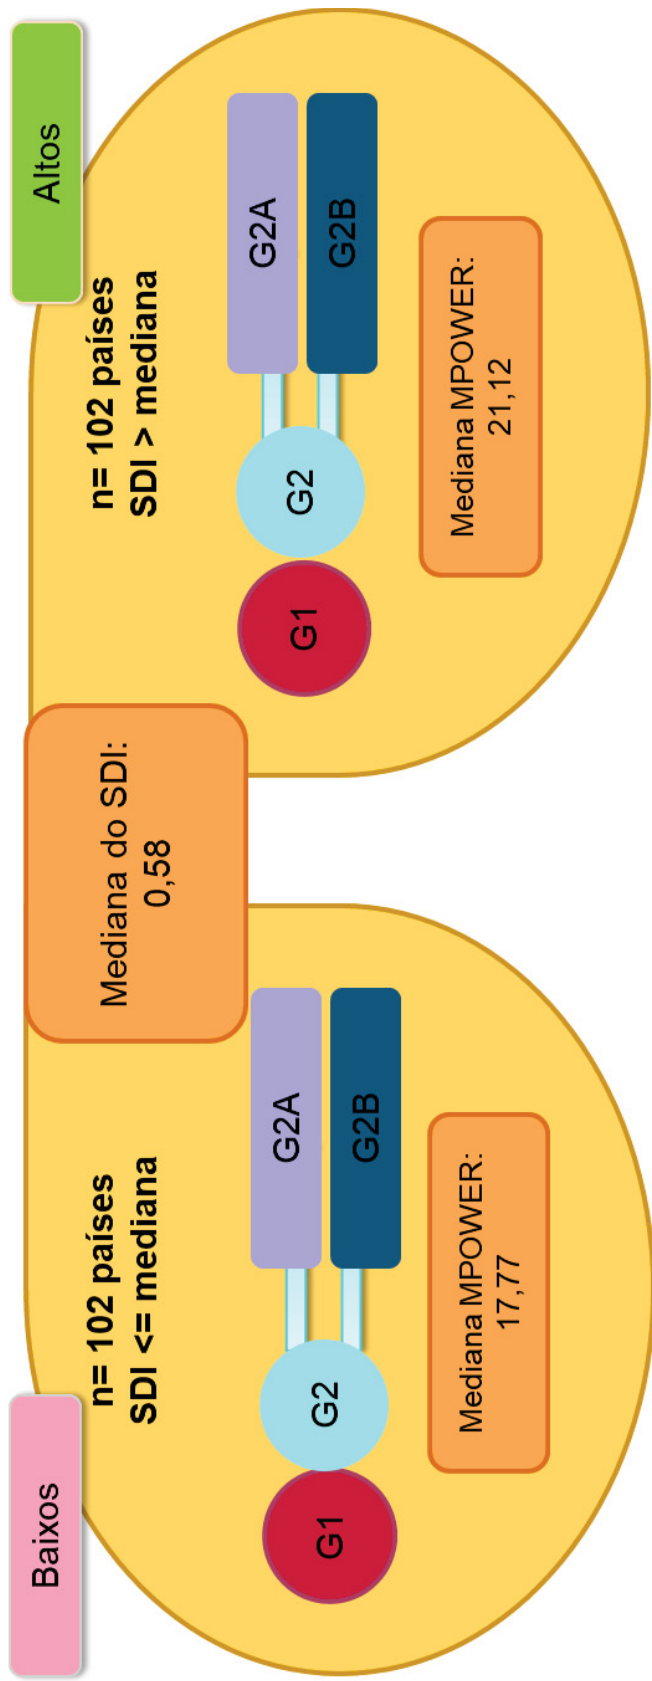 Baixos
n= 102 países
SDI <= mediana
G1
G2
G2A
G2B
Mediana MPOWER:
17,77
Mediana do SDI:
0,58
Altos
n= 102 países
SDI > mediana
G1
G2
G2A
G2B
Mediana MPOWER:
21,12